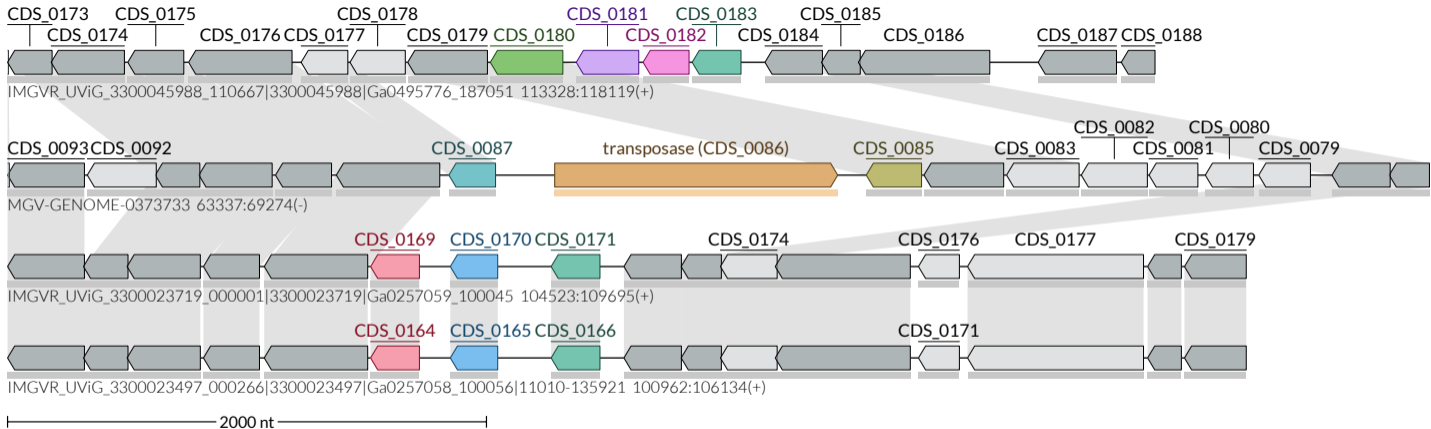 CDS_0173 CDS_0175 CDS_0178 CDS_0181 CDS_0183 CDS_0185
CDS_0174 CDS_0176 CDS_0177 CDS_0179 CDS_0180 CDS_0182 CDS_0184 CDS_0186 CDS_0187 CDS_0188
IMGVR_UViG_3300045988_110667|3300045988|Ga0495776_187051 113328:118119(+)
CDS_0082 CDS_0080
CDS_0093 CDS_0092 CDS_0087 transposase (CDS_0086) CDS_0085 CDS_0083 CDS_0081 CDS_0079
MGV-GENOME-0373733 63337:69274(-)
CDS_0169 CDS_0170 CDS_0171 CDS_0174 CDS_0176 CDS_0177 CDS_0179
IMGVR_UViG_3300023719_000001|3300023719|Ga0257059_100045 104523:109695(+)
CDS_0164 CDS_0165 CDS_0166 CDS_0171
IMGVR_UViG_3300023497_000266|3300023497|Ga0257058_100056|11010-135921 100962:106134(+)
2000 nt